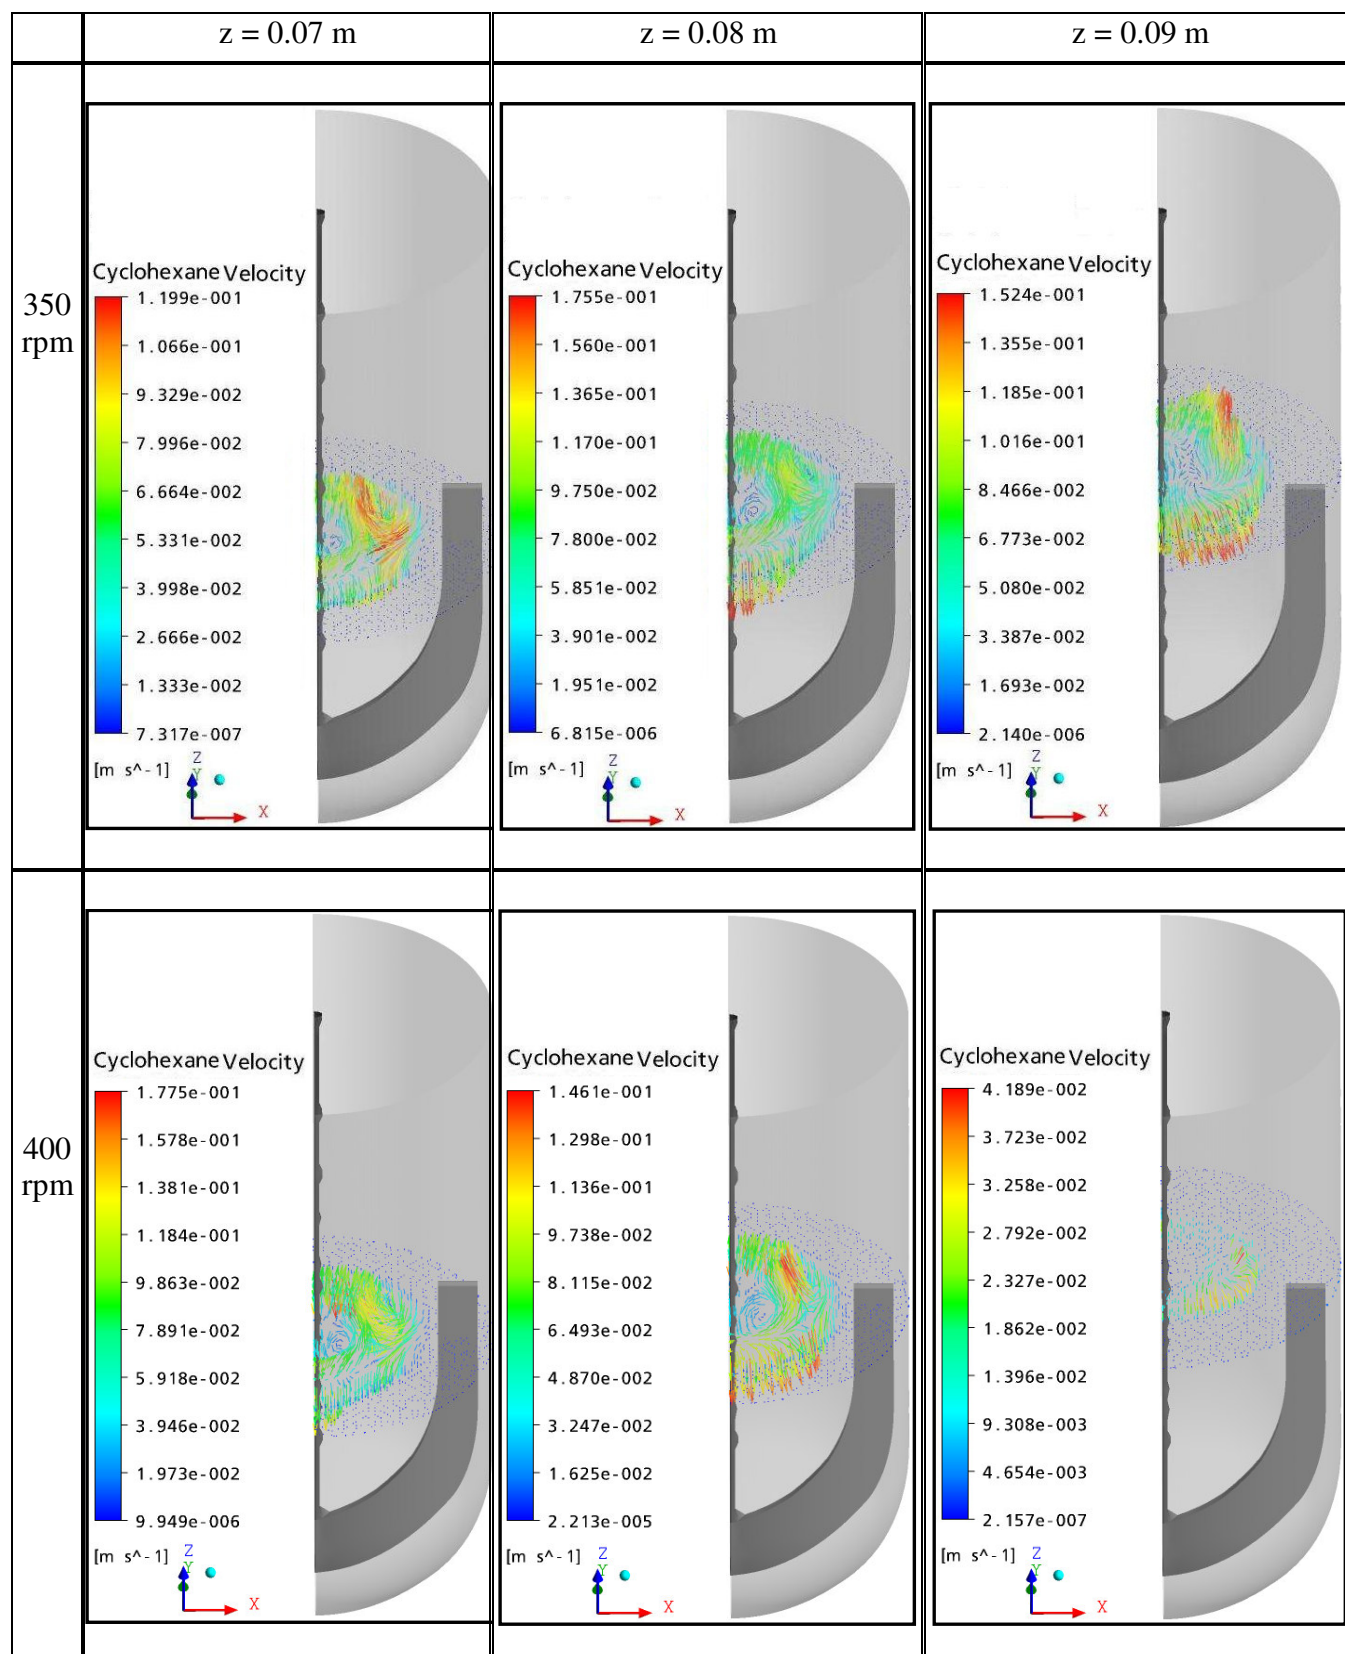 z = 0.07 m
z = 0.08 m
z = 0.09 m
350
rpm
Cyclohexane Velocity
1.199e-001
1.066e-001
9.329e-002
7.996e-002
6.664e-002
5.331e-002
3.998e-002
2.666e-002
1.333e-002
7.317e-007
[m s^-1]
Z
Y
X
Cyclohexane Velocity
1.755e-001
1.560e-001
1.365e-001
1.170e-001
9.750e-002
7.800e-002
5.851e-002
3.901e-002
1.951e-002
6.815e-006
[m s^-1]
Z
Y
X
Cyclohexane Velocity
1.524e-001
1.355e-001
1.185e-001
1.016e-001
8.466e-002
6.773e-002
5.080e-002
3.387e-002
1.693e-002
2.140e-006
[m s^-1]
Z
Y
X
400
rpm
Cyclohexane Velocity
1.775e-001
1.578e-001
1.381e-001
1.184e-001
9.863e-002
7.891e-002
5.918e-002
3.946e-002
1.973e-002
9.949e-006
[m s^-1]
Z
Y
X
Cyclohexane Velocity
1.461e-001
1.298e-001
1.136e-001
9.738e-002
8.115e-002
6.493e-002
4.870e-002
3.247e-002
1.625e-002
2.213e-005
[m s^-1]
Z
Y
X
Cyclohexane Velocity
4.189e-002
3.723e-002
3.258e-002
2.792e-002
2.327e-002
1.862e-002
1.396e-002
9.308e-003
4.654e-003
2.157e-007
[m s^-1]
Z
Y
X